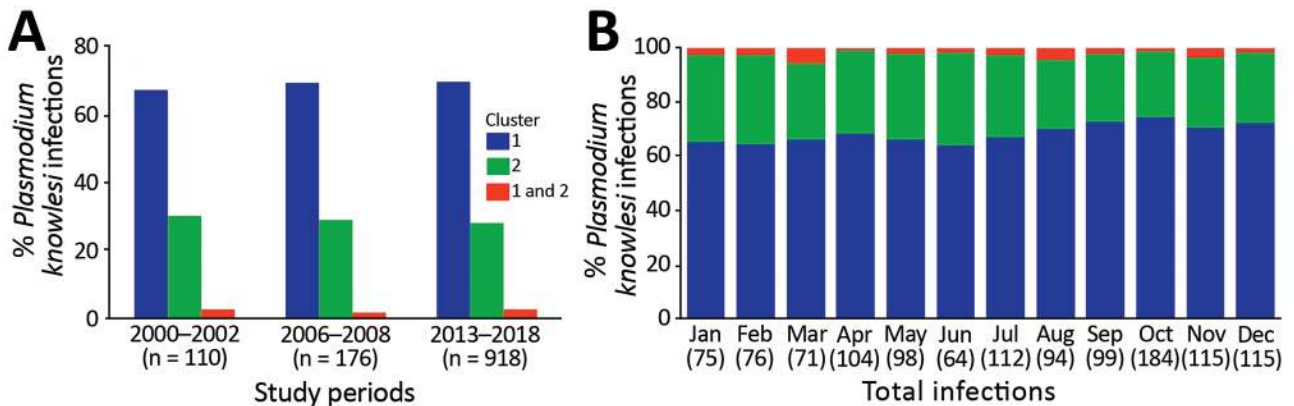 A
% Plasmodium
knowlesi infections
80
60
40
20
0
Cluster
1
2
1 and 2
2000–2002 2006–2008 2013–2018
(n = 110) (n = 176) (n = 918)
Study periods
B
% Plasmodium
knowlesi infections
100
80
60
40
20
0
Jan Feb Mar Apr May Jun Jul Aug Sep Oct Nov Dec
(75) (76) (71) (104) (98) (64) (112) (94) (99) (184) (115) (115)
Total infections